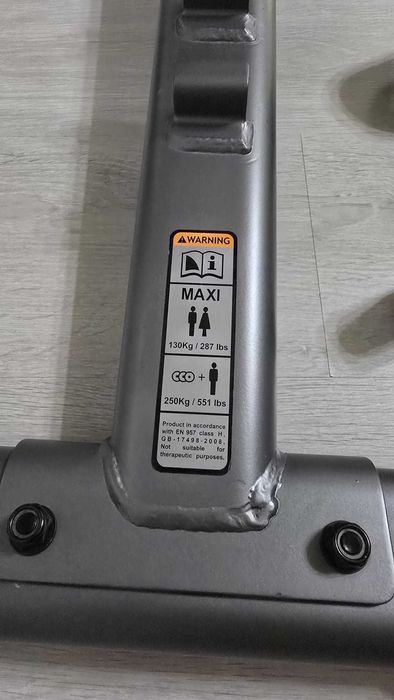 WARNING
MAXI
130Kg / 287 lbs
+
250Kg / 551 lbs
Product in accordance
with EN 957 class H,
GB-17498-2008.
Not suitable for
therapeutic purposes.